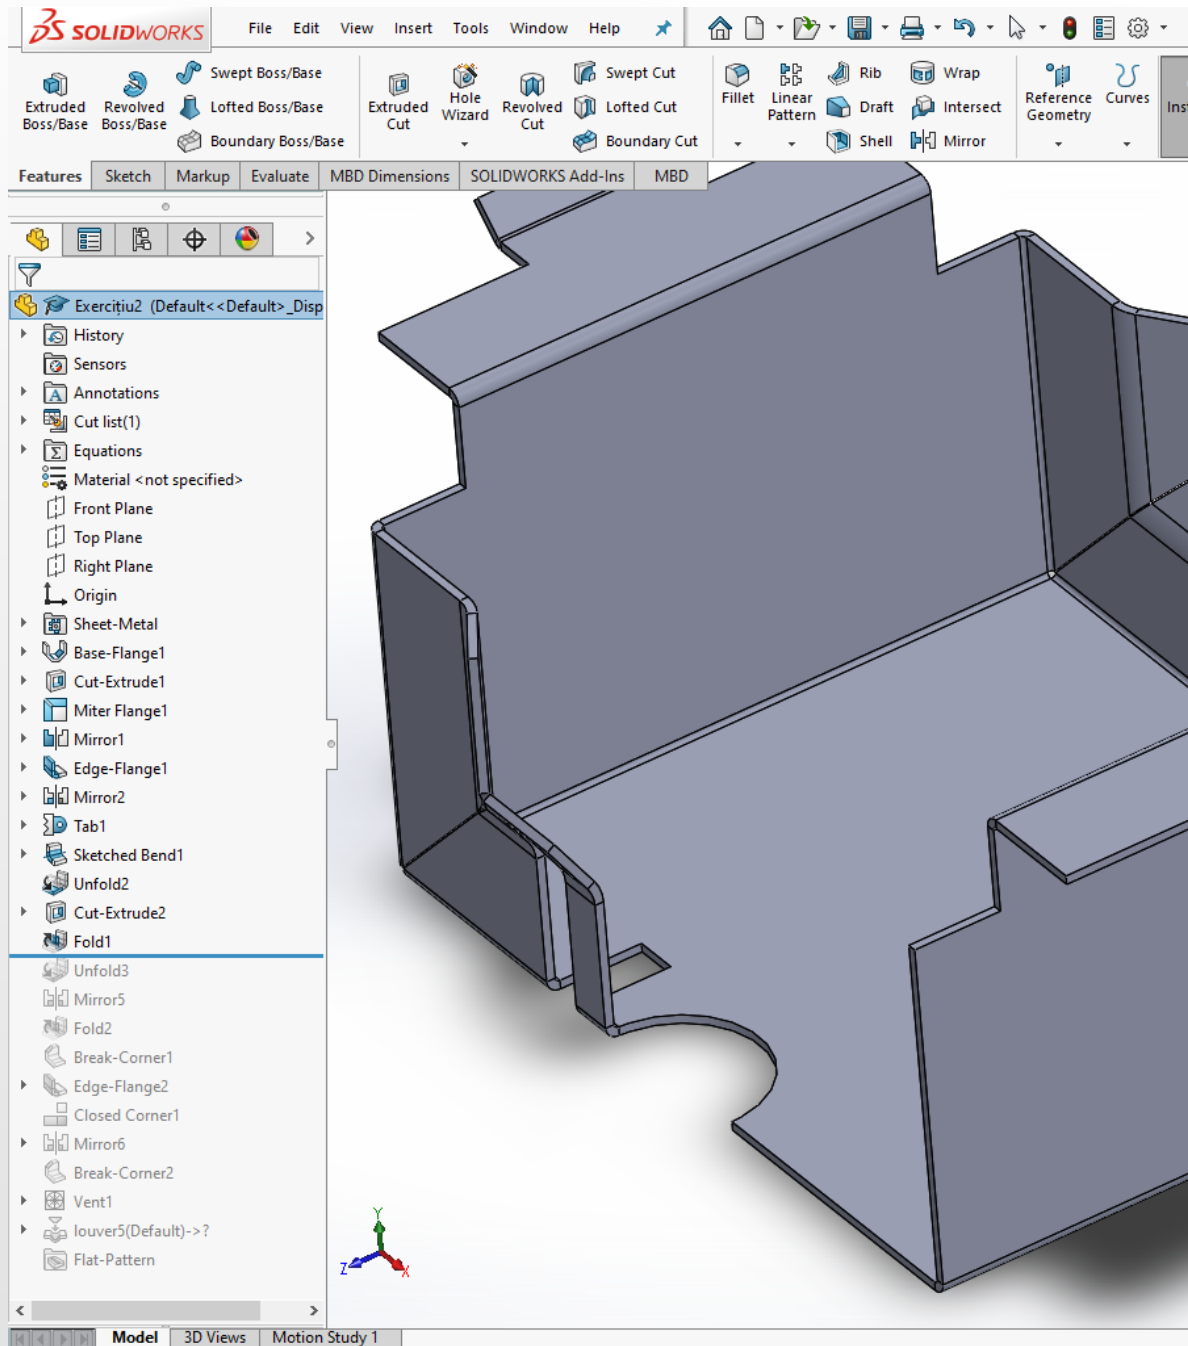 SOLIDWORKS File Edit View Insert Tools Window Help
Extruded Boss/Base
Revolved Boss/Base
Swept Boss/Base
Lofted Boss/Base
Boundary Boss/Base
Extruded Cut
Hole Wizard
Revolved Cut
Swept Cut
Lofted Cut
Boundary Cut
Fillet
Linear Pattern
Rib
Draft
Shell
Wrap
Intersect
Mirror
Reference Geometry
Curves
Features Sketch Markup Evaluate MBD Dimensions SOLIDWORKS Add-Ins MBD
Exercițiu2 (Default<<Default>_Disp
History
Sensors
Annotations
Cut list(1)
Equations
Material <not specified>
Front Plane
Top Plane
Right Plane
Origin
Sheet-Metal
Base-Flange1
Cut-Extrude1
Miter Flange1
Mirror1
Edge-Flange1
Mirror2
Tab1
Sketched Bend1
Unfold2
Cut-Extrude2
Fold1
Unfold3
Mirror5
Fold2
Break-Corner1
Edge-Flange2
Closed Corner1
Mirror6
Break-Corner2
Vent1
louver5(Default)->?
Flat-Pattern
Y
Z
X
Model 3D Views Motion Study 1